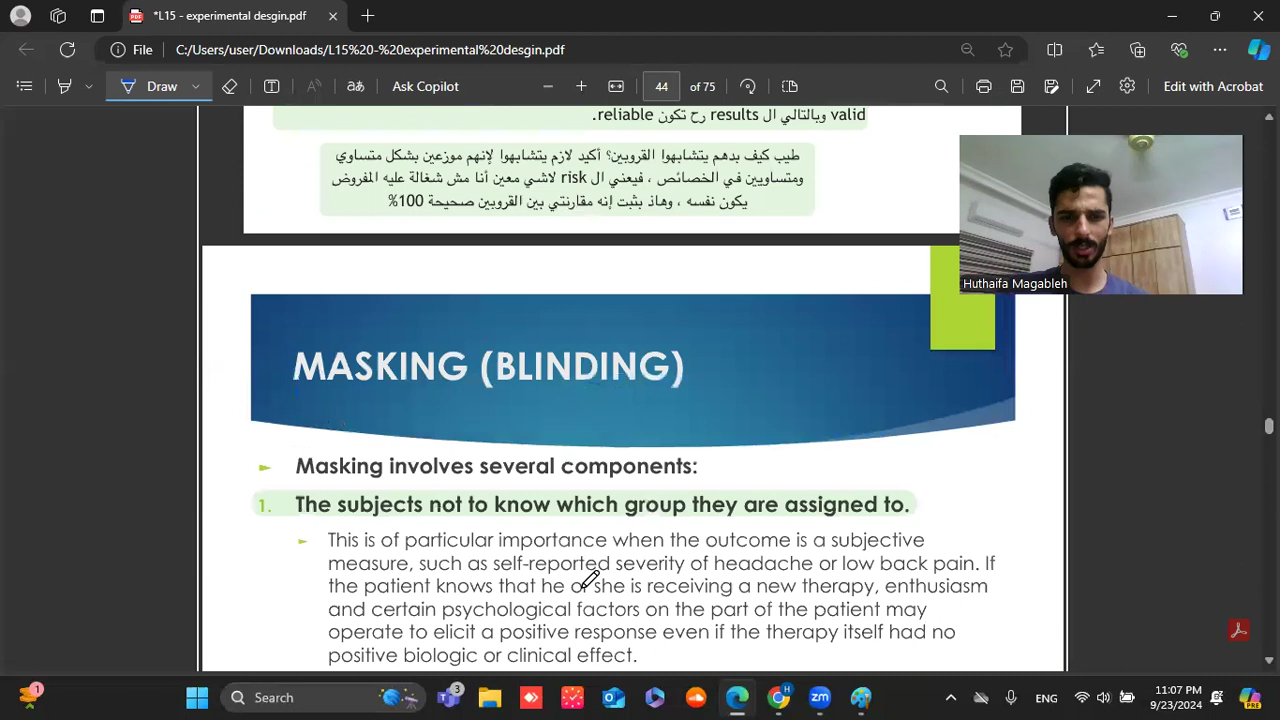 *L15 - experimental desgin.pdf
File
C:/Users/user/Downloads/L15%20-%20experimental%20desgin.pdf
Draw
Ask Copilot
44
of 75
Edit with Acrobat
valid وبالتالي ال results رح تكون reliable.
طيب كيف بدهم يتشابهوا القروبين؟ أكيد لازم يتشابهوا لإنهم موزعين بشكل متساوي
ومتساويين في الخصائص ، فيعني ال risk لاشي معين أنا مش شغالة عليه المفروض
يكون نفسه ، وهاذ بثبت إنه مقارنتي بين القروبين صحيحة 100%
Huthaifa Magableh
MASKING (BLINDING)
Masking involves several components:
1. The subjects not to know which group they are assigned to.
This is of particular importance when the outcome is a subjective
measure, such as self-reported severity of headache or low back pain. If
the patient knows that he or she is receiving a new therapy, enthusiasm
and certain psychological factors on the part of the patient may
operate to elicit a positive response even if the therapy itself had no
positive biologic or clinical effect.
1
Search
3
H
zm
ENG
11:07 PM
9/23/2024
PRE